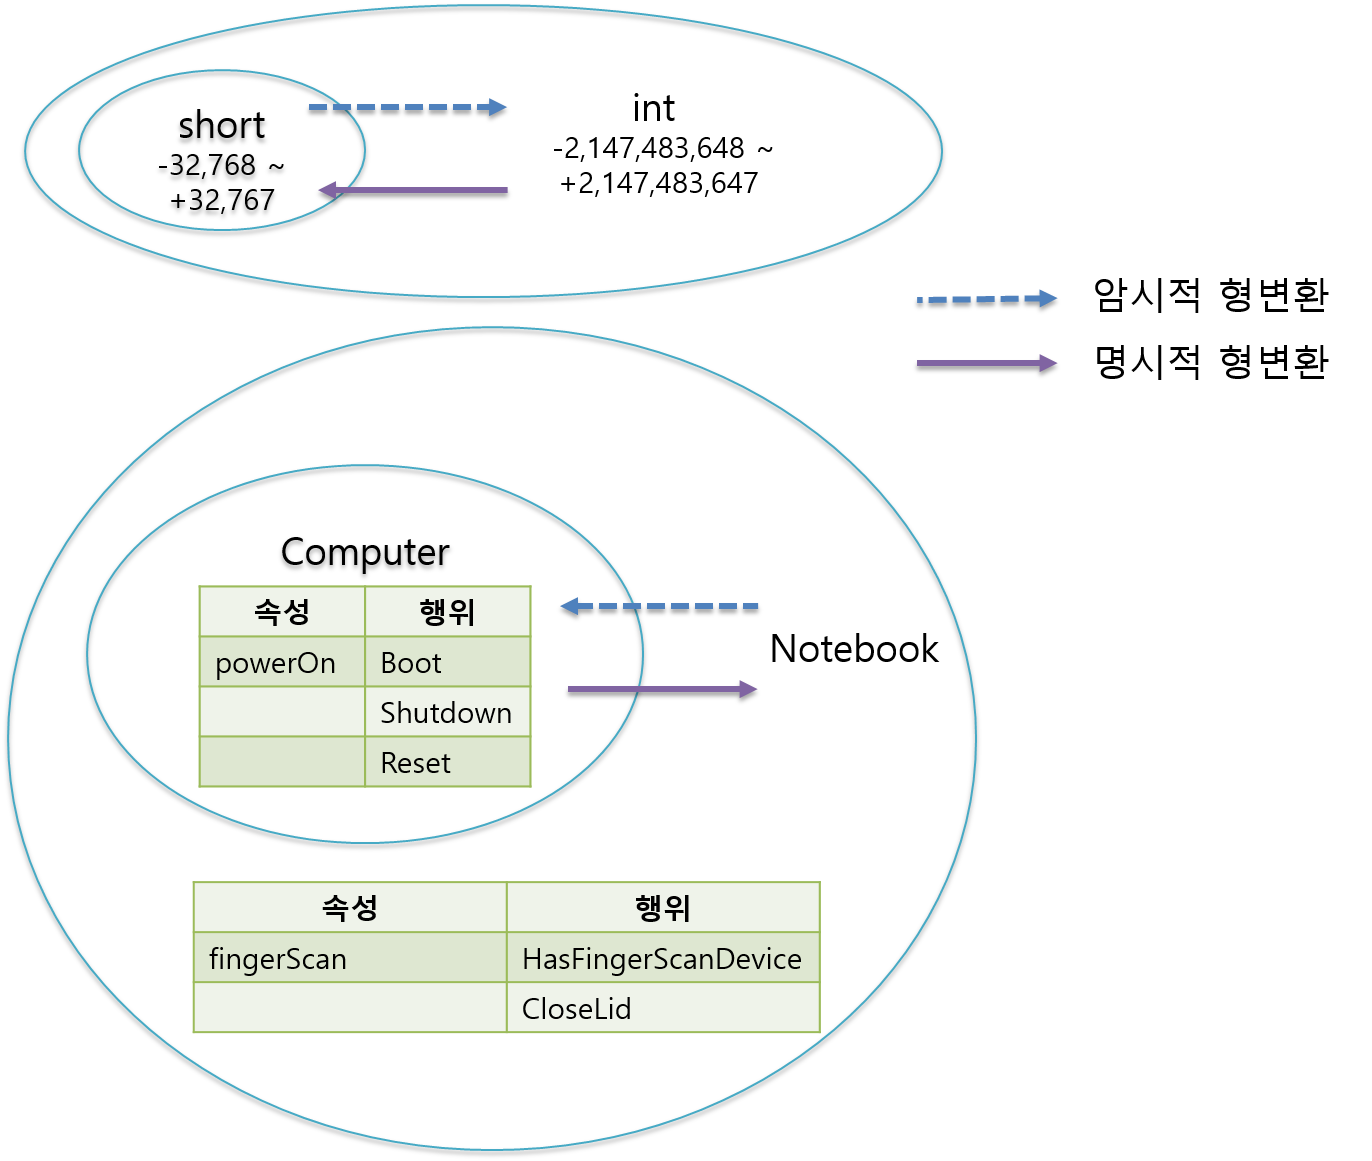 short
-32,768 ~
+32,767
int
-2,147,483,648 ~
+2,147,483,647
암시적 형변환
명시적 형변환
Computer
속성 행위
powerOn Boot
Shutdown
Reset
Notebook
속성 행위
fingerScan HasFingerScanDevice
CloseLid